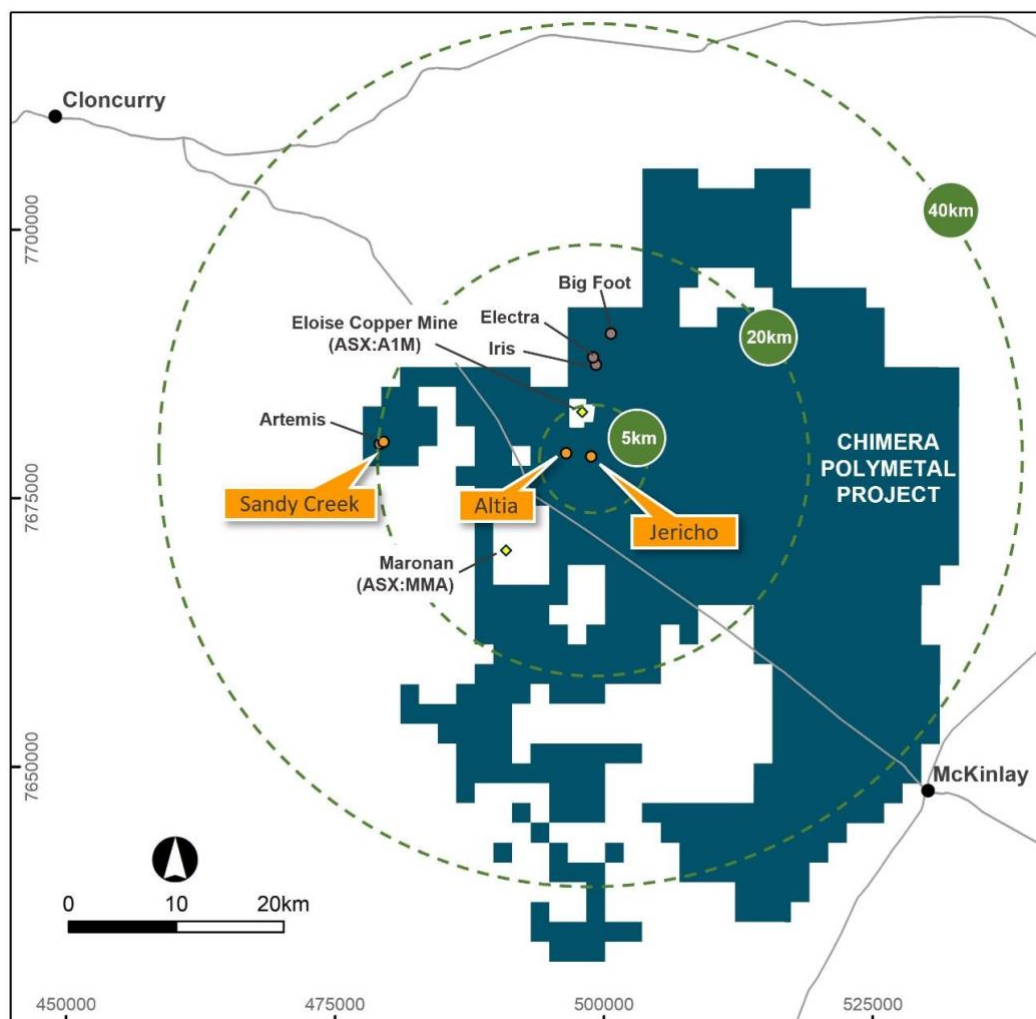 Cloncurry
7700000
40km
Big Foot
Electra
Eloise Copper Mine
(ASX:A1M)
Iris
20km
Artemis
5km
CHIMERA
POLYMETAL
PROJECT
Sandy Creek
Altia
7675000
Jericho
Maronan
(ASX:MMA)
7650000
McKinlay
0 10 20km
450000 475000 500000 525000